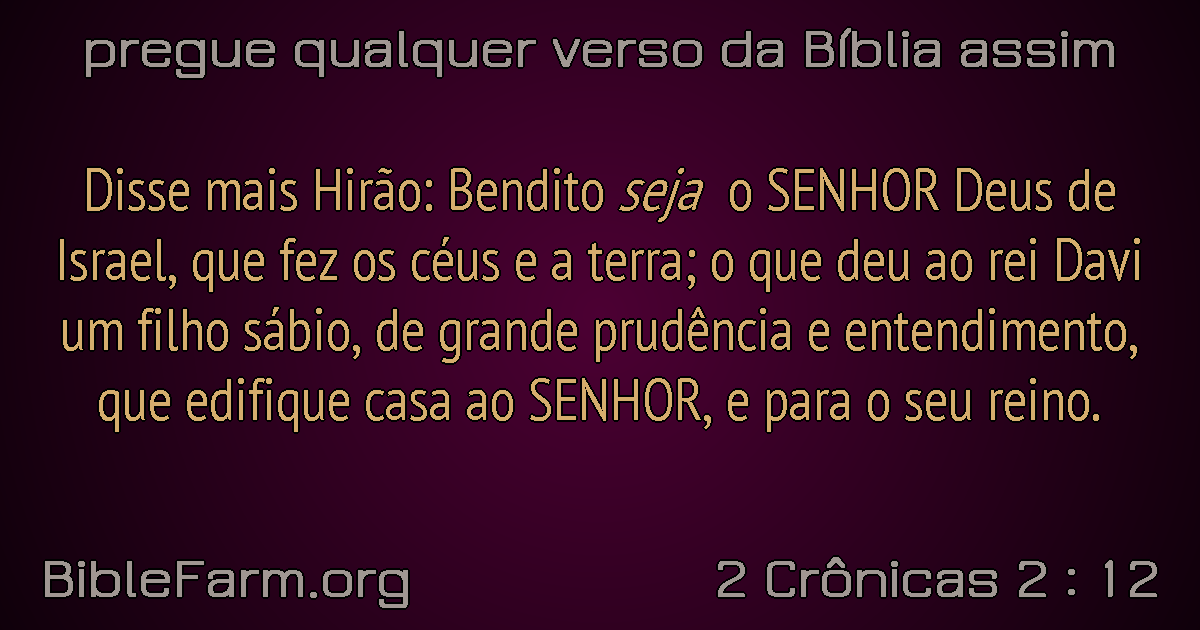 pregue qualquer verso da Bíblia assim
Disse mais Hirão: Bendito seja o SENHOR Deus de
Israel, que fez os céus e a terra; o que deu ao rei Davi
um filho sábio, de grande prudência e entendimento,
que edifique casa ao SENHOR, e para o seu reino.
BibleFarm.org
2 Crônicas 2 : 12